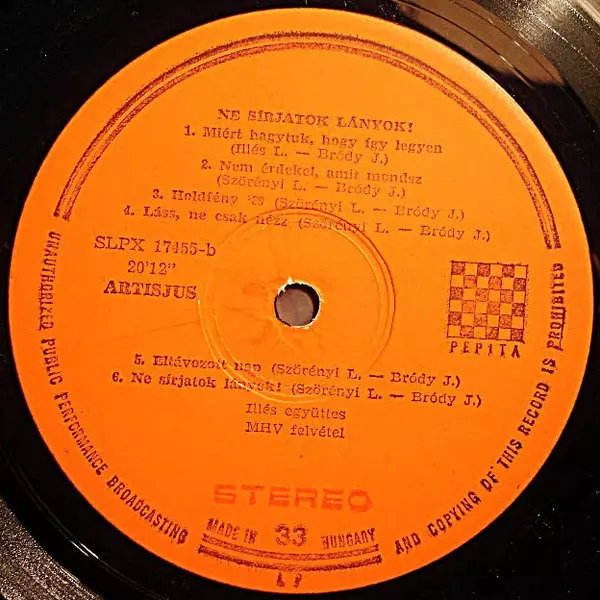 NE SÍRJATOK LÁNYOK!
1. Miért hagytuk, hogy így legyen
(Illés L. — Bródy J.)
2. Nem érdekel, amit mondsz
(Szörényi L. — Bródy J.)
3. Holdfény '69 (Szörényi L. — Bródy J.)
4. Láss, ne csak nézz (Szörényi L. — Bródy J.)
SLPX 17455-b
20'12"
ARTISJUS
PEPITA
5. Eltávozott nap (Szörényi L. — Bródy J.)
6. Ne sírjatok lányok! (Szörényi L. — Bródy J.)
Illés együttes
MHV felvétel
STEREO
MADE IN 33 HUNGARY
UNAUTHORIZED PUBLIC PERFORMANCE BROADCASTING AND COPYING OF THIS RECORD IS PROHIBITED